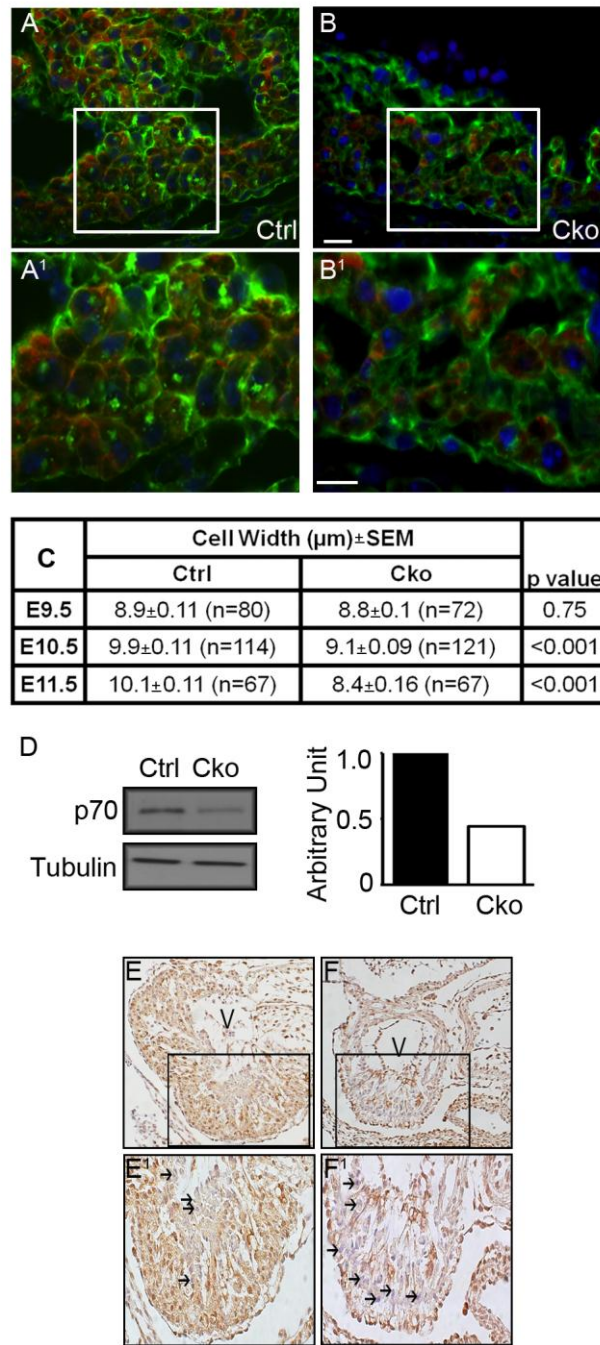 A
Ctrl
B
Cko
A¹
B¹
C
Cell Width (µm)±SEM
p value
Ctrl
Cko
E9.5 8.9±0.11 (n=80) 8.8±0.1 (n=72) 0.75
E10.5 9.9±0.11 (n=114) 9.1±0.09 (n=121) <0.001
E11.5 10.1±0.11 (n=67) 8.4±0.16 (n=67) <0.001
D
Ctrl Cko
p70
Tubulin
Arbitrary Unit
1.0
0.5
0
Ctrl Cko
E
V
F
V
E¹
F¹